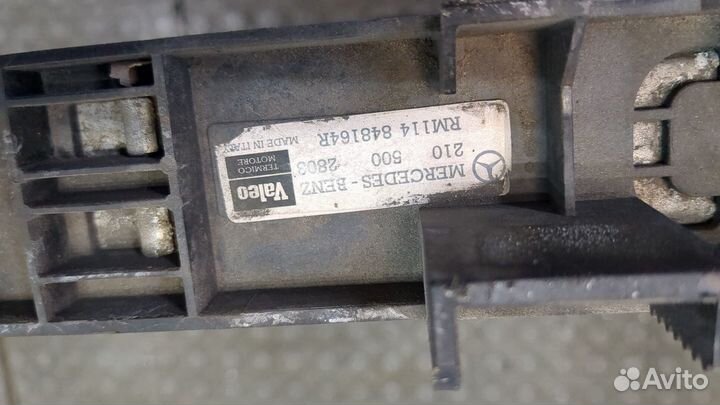 Valeo
TERMICO
MOTORE
MADE IN ITALY
MERCEDES-BENZ
210 500 2803
RM114 848164R
Avito